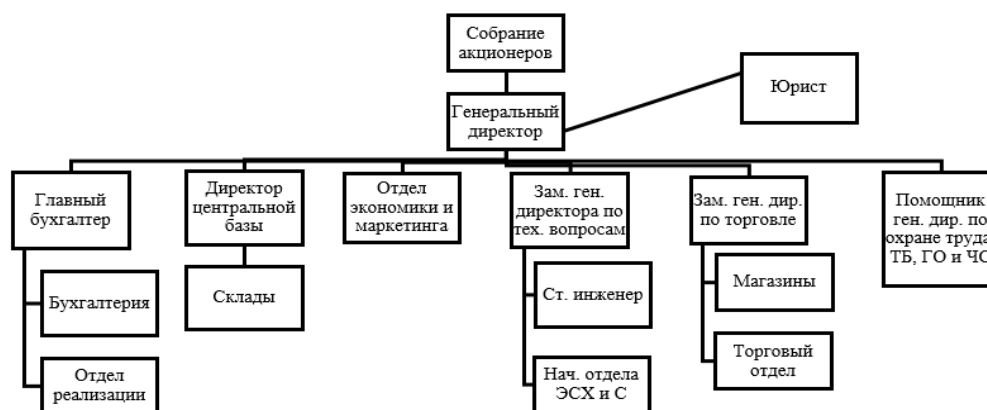 Собрание
акционеров
Юрист
Генеральный
директор
Главный
бухгалтер
Директор
центральной
базы
Отдел
экономики и
маркетинга
Зам. ген.
директора по
тех. вопросам
Зам. ген. дир.
по торговле
Помощник
ген. дир. по
охране труда
ТБ, ГО и ЧС
Бухгалтерия
Склады
Ст. инженер
Магазины
Отдел
реализации
Нач. отдела
ЭСХ и С
Торговый
отдел